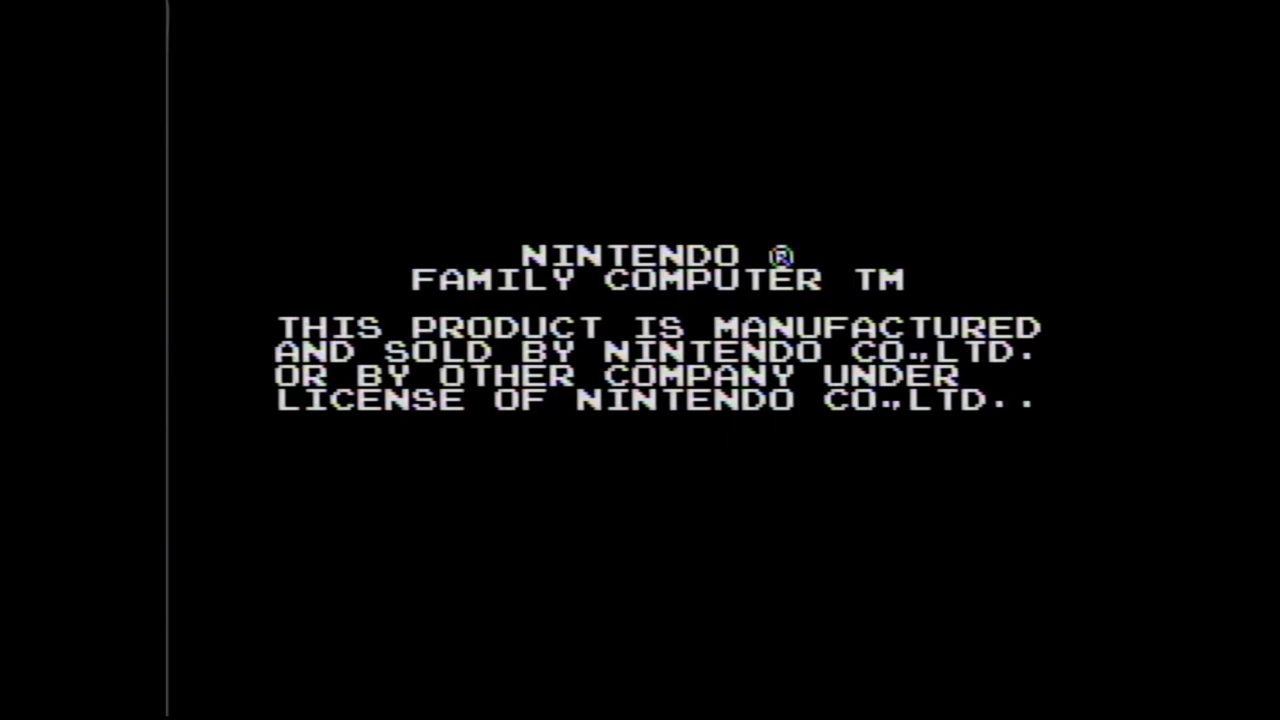 NINTENDO ®
FAMILY COMPUTER TM
THIS PRODUCT IS MANUFACTURED
AND SOLD BY NINTENDO CO.,LTD.
OR BY OTHER COMPANY UNDER
LICENSE OF NINTENDO CO.,LTD..